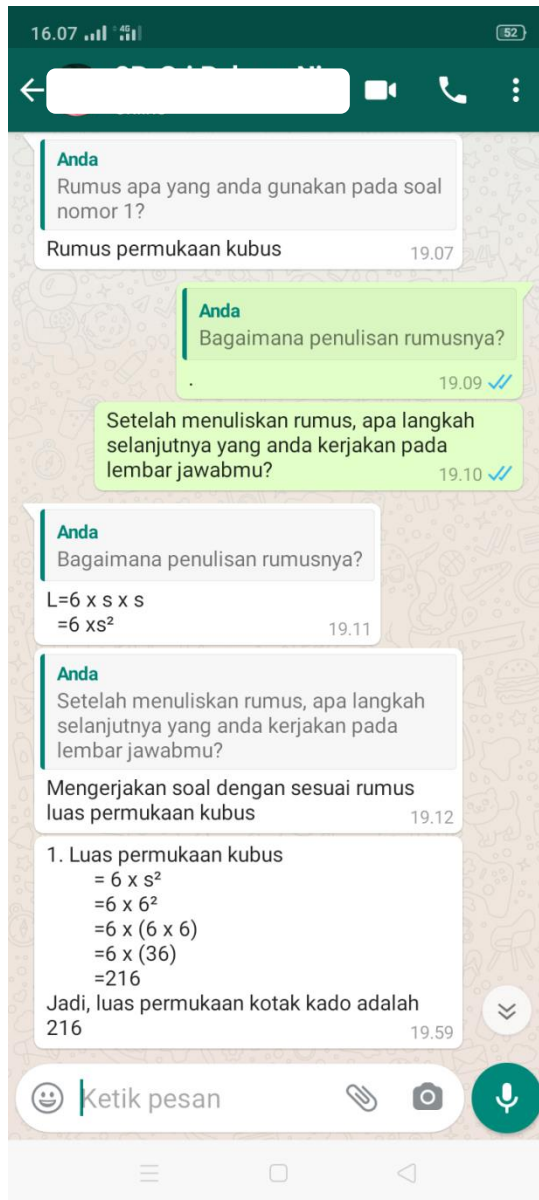 16.07
4G
52
Anda
Rumus apa yang anda gunakan pada soal
nomor 1?
Rumus permukaan kubus
19.07
Anda
Bagaimana penulisan rumusnya?
.
19.09
Setelah menuliskan rumus, apa langkah
selanjutnya yang anda kerjakan pada
lembar jawabmu?
19.10
Anda
Bagaimana penulisan rumusnya?
L=6 x s x s
=6 xs²
19.11
Anda
Setelah menuliskan rumus, apa langkah
selanjutnya yang anda kerjakan pada
lembar jawabmu?
Mengerjakan soal dengan sesuai rumus
luas permukaan kubus
19.12
1. Luas permukaan kubus
= 6 x s²
=6 x 6²
=6 x (6 x 6)
=6 x (36)
=216
Jadi, luas permukaan kotak kado adalah
216
19.59
Ketik pesan